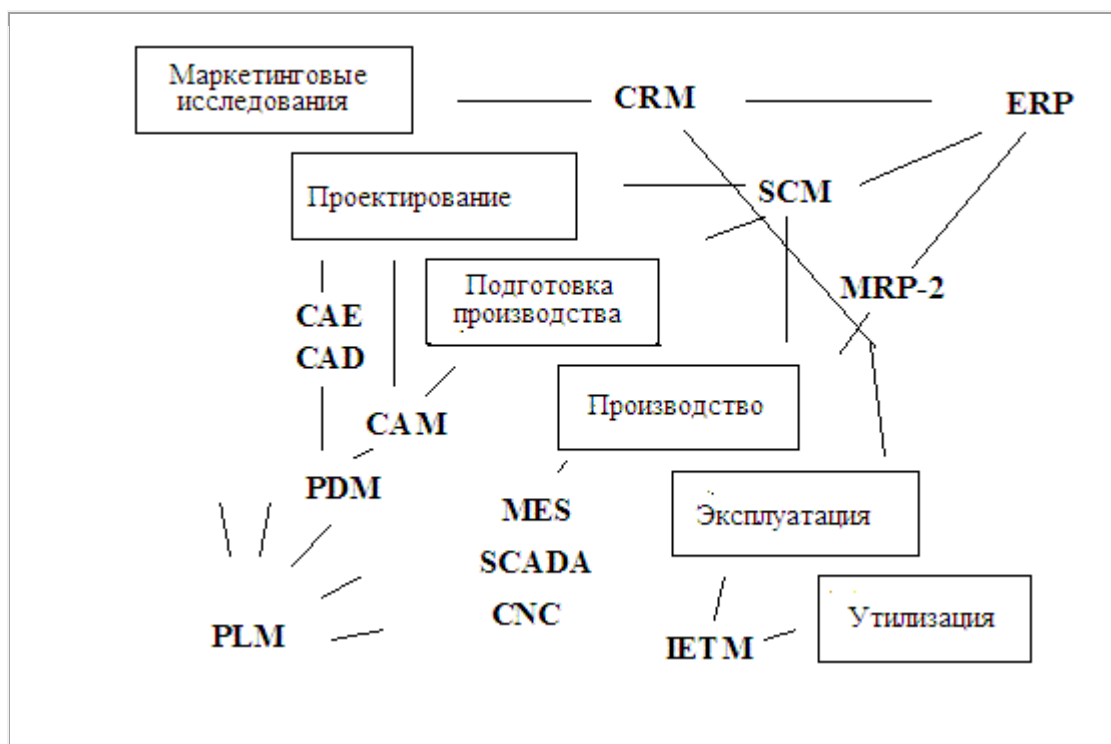 Маркетинговые
исследования
CRM
ERP
Проектирование
SCM
Подготовка
производства
MRP-2
CAE
CAD
Производство
CAM
PDM
MES
Эксплуатация
SCADA
CNC
Утилизация
PLM
IETM